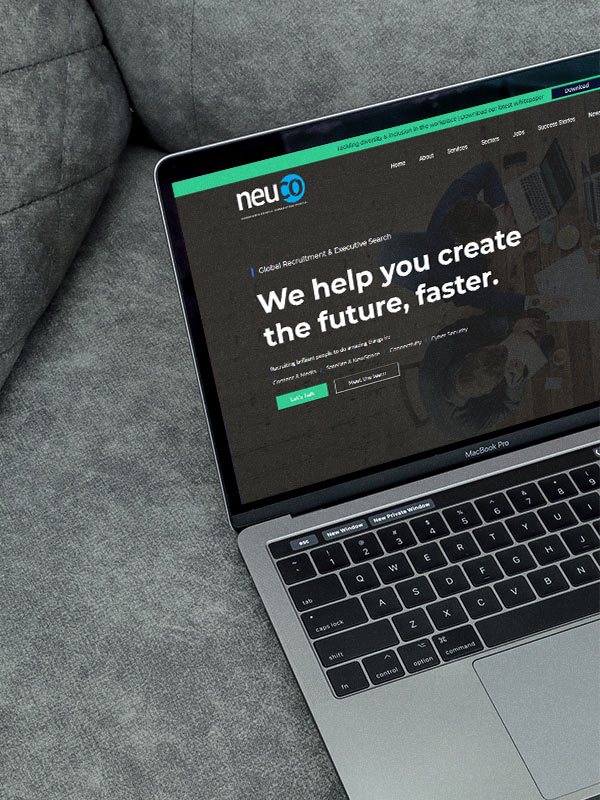 Tackling diversity & inclusion in the workplace | Download our latest whitepaper
Download
Home About Services Sectors Jobs Success Stories News
neuco
Global Recruitment & Executive Search
We help you create
the future, faster.
Recruiting brilliant people to do amazing things in:
Content & Media | Satellite & NewSpace | Connectivity | Cyber Security
Let's Talk
Meet the team
MacBook Pro
esc New Window New Private Window
~ ! @ # $ % ^ & * (
` 1 2 3 4 5 6 7 8 9
tab Q W E R T Y U
caps lock A S D F G H J
shift Z X C V B N
fn control option ⌘ command